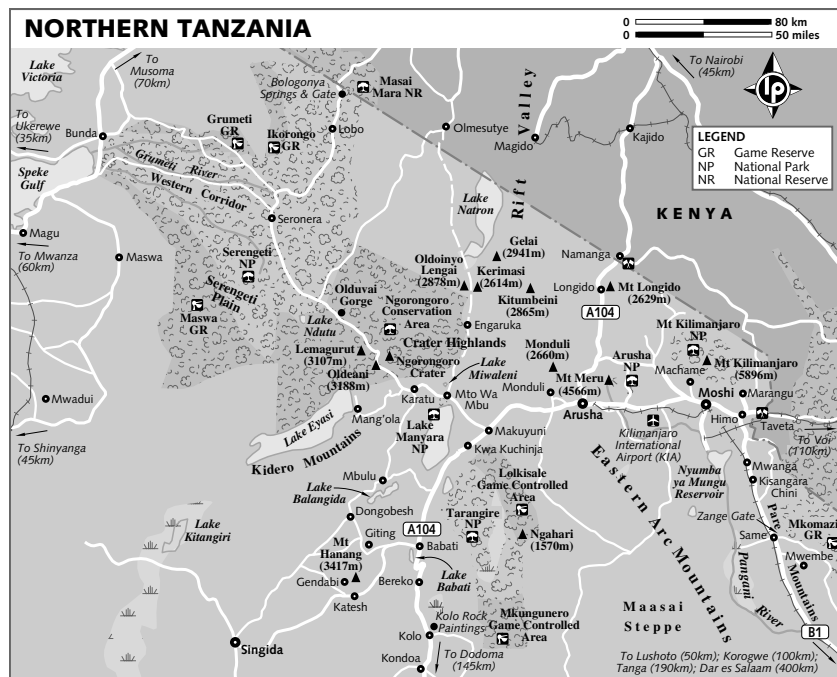 NORTHERN TANZANIA
0 80 km
0 50 miles
Lake
Victoria
To
Musoma
(70km)
Bologonya
Springs & Gate
Masai
Mara NR
Valley
To Nairobi
(45km)
lp
To
Ukerewe
(35km)
Bunda
Grumeti
GR
Ikorongo
GR
Lobo
Olmesutye
Magido
Kajido
LEGEND
GR Game Reserve
NP National Park
NR National Reserve
Speke
Gulf
Grumeti River
Western Corridor
Lake
Natron
Rift
KENYA
Seronera
Magu
To Mwanza
(60km)
Maswa
Serengeti
NP
Serengeti
Plain
Maswa
GR
Olduvai
Gorge
Ngorongoro
Conservation
Area
Oldoinyo
Lengai
(2878m)
Gelai
(2941m)
Kerimasi
(2614m)
Kitumbeini
(2865m)
Namanga
Longido
Mt Longido
(2629m)
A104
Lake
Ndutu
Crater Highlands
Engaruka
Lemagurut
(3107m)
Oldeani
(3188m)
Ngorongoro
Crater
Lake
Miwaleni
Monduli
(2660m)
Arusha
NP
Mt Kilimanjaro
NP
Mt Kilimanjaro
(5896m)
Machame
Mwadui
Karatu
Mto Wa
Mbu
Monduli
Mt Meru
(4566m)
Arusha
Moshi
Marangu
Himo
Taveta
To Shinyanga
(45km)
Lake Eyasi
Mang'ola
Lake
Manyara
NP
Makuyuni
Kilimanjaro
International
Airport (KIA)
To Voi
(110km)
Kidero Mountains
Kwa Kuchinja
Nyumba
ya Mungu
Reservoir
Mwanga
Kisangara
Chini
Mbulu
Lake
Balangida
Lolkisale
Game Controlled
Area
Eastern Arc Mountains
Zange Gate
Same
Pare
Mountains
Mkomazi
GR
Mwembe
Lake
Kitangiri
Dongobesh
A104
Giting
Tarangire
NP
Ngahari
(1570m)
Mt
Hanang
(3417m)
Babati
Lake
Babati
Gendabi
Bereko
Katesh
Pangani
River
Kolo Rock
Paintings
Mkungunero
Game Controlled
Area
Maasai
Steppe
Singida
Kolo
Kondoa
To Dodoma
(145km)
B1
To Lushoto (50km); Korogwe (100km);
Tanga (190km); Dar es Salaam (400km)